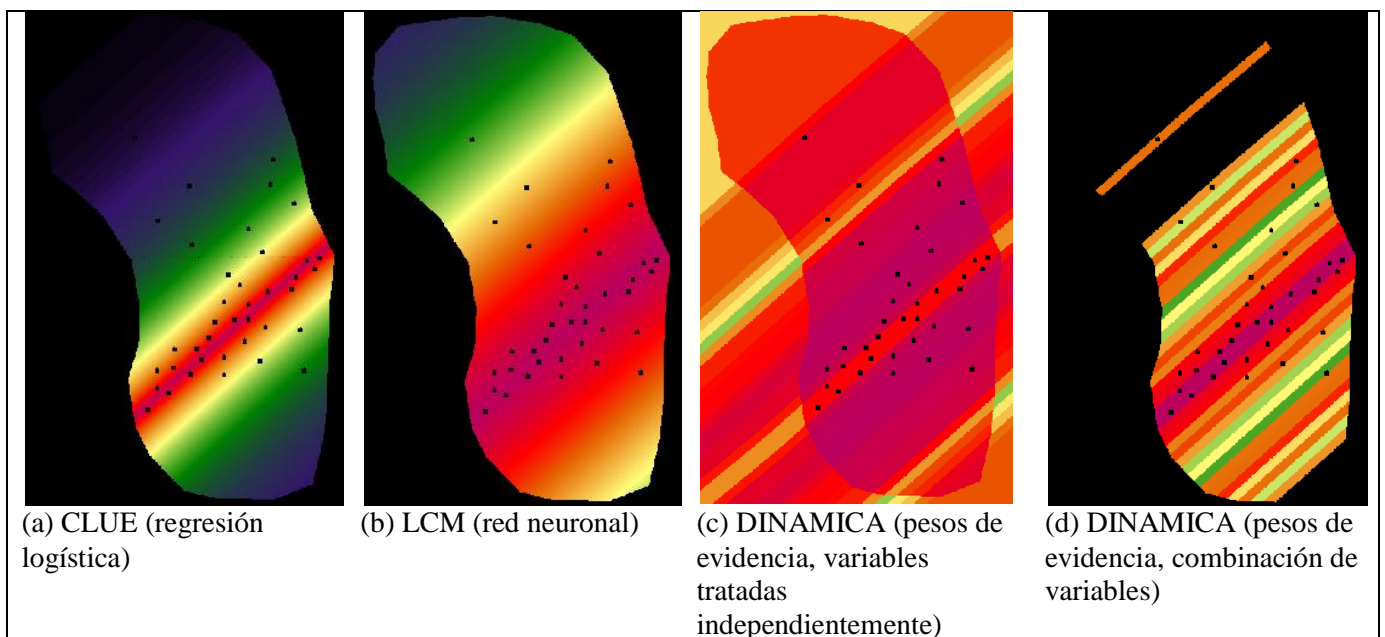 (a) CLUE (regresión
logística)
(b) LCM (red neuronal)
(c) DINAMICA (pesos de
evidencia, variables
tratadas
independientemente)
(d) DINAMICA (pesos de
evidencia, combinación de
variables)